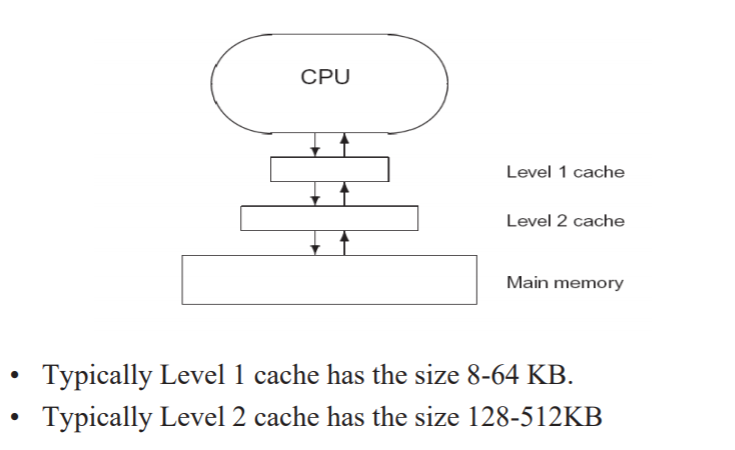 CPU
Level 1 cache
Level 2 cache
Main memory
• Typically Level 1 cache has the size 8-64 KB.
• Typically Level 2 cache has the size 128-512KB